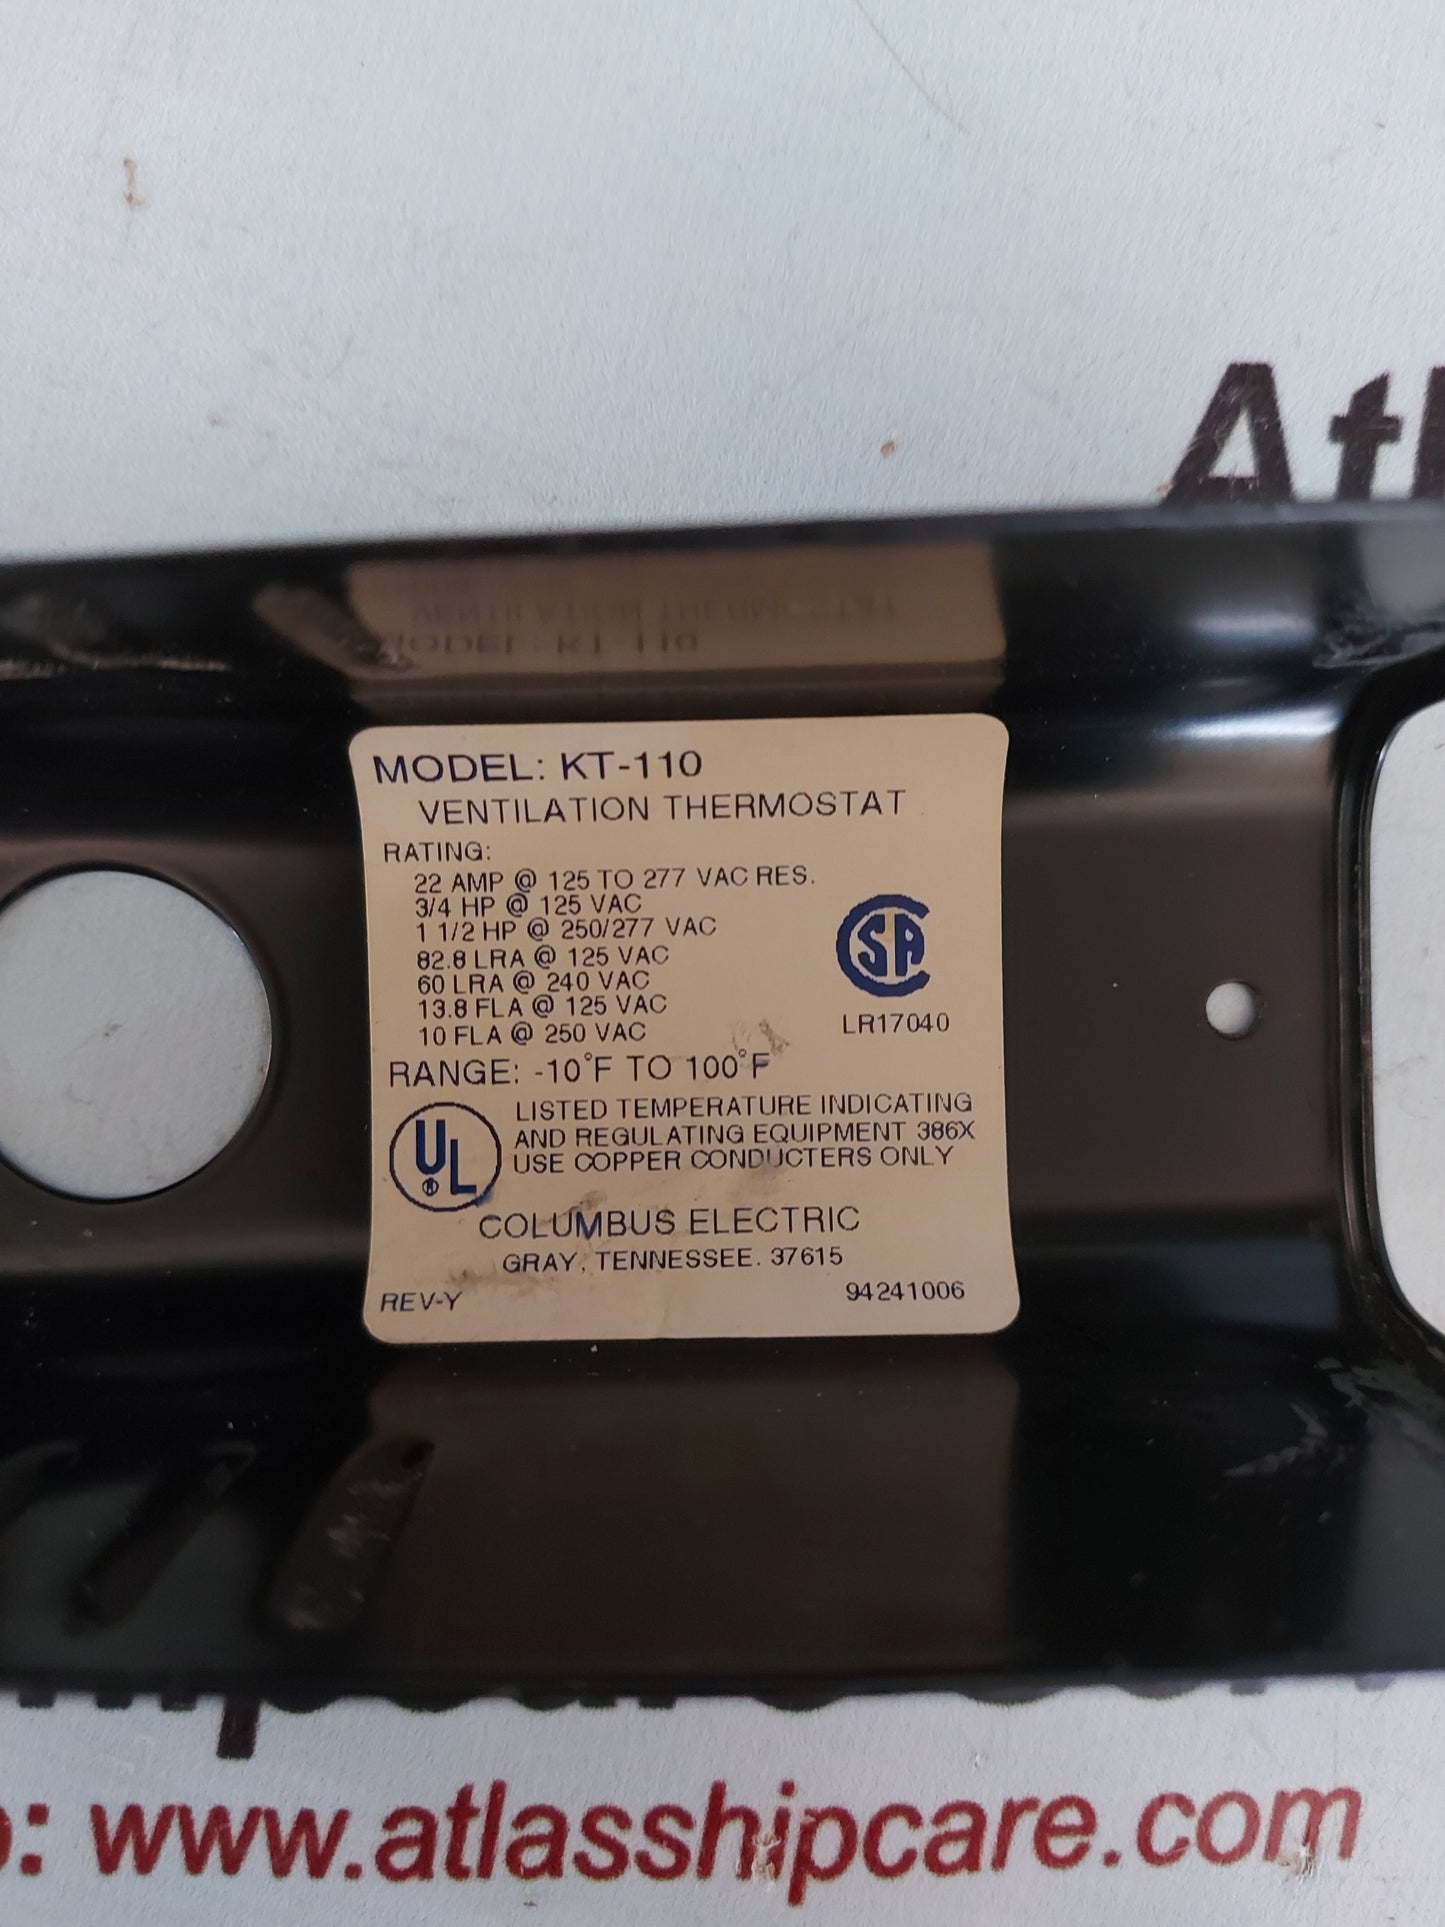 At
MODEL: KT-110
VENTILATION THERMOSTAT
RATING:
22 AMP @ 125 TO 277 VAC RES.
3/4 HP @ 125 VAC
1 1/2 HP @ 250/277 VAC
82.8 LRA @ 125 VAC
60 LRA @ 240 VAC
13.8 FLA @ 125 VAC
10 FLA @ 250 VAC
SA
LR17040
RANGE: -10°F TO 100°F
UL ®
LISTED TEMPERATURE INDICATING
AND REGULATING EQUIPMENT 386X
USE COPPER CONDUCTERS ONLY
COLUMBUS ELECTRIC
GRAY, TENNESSEE. 37615
REV-Y 94241006
www.atlasshipcare.com